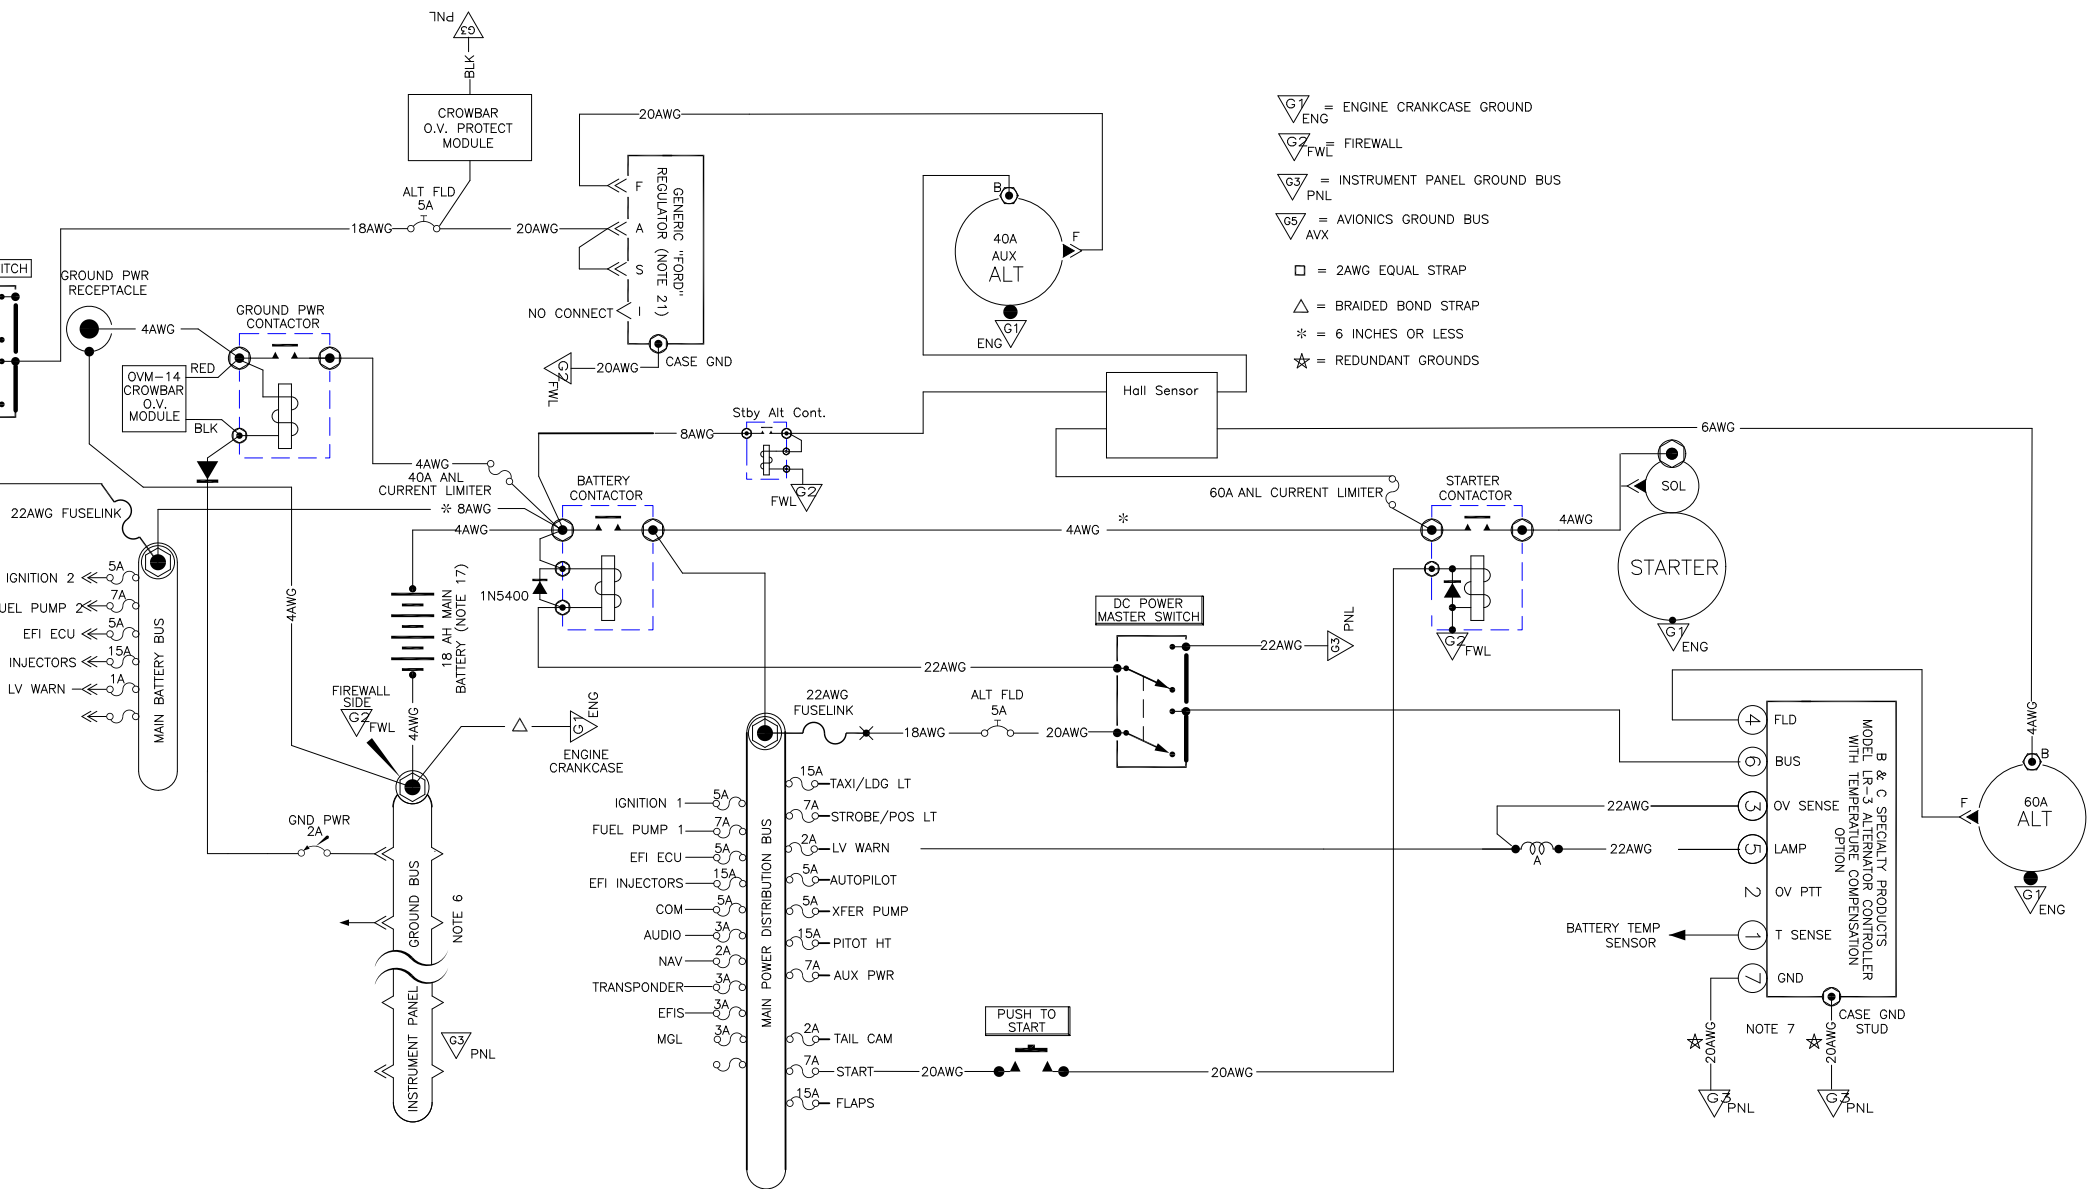 G3
PNL
BLK
CROWBAR
O.V. PROTECT
MODULE
ALT FLD
5A
18AWG
20AWG
20AWG
F
A
S
I
GENERIC "FORD"
REGULATOR (NOTE 21)
NO CONNECT
CASE GND
20AWG
G2
FWL
B
40A
AUX
ALT
F
G1
ENG
G1
ENG
= ENGINE CRANKCASE GROUND
G2
FWL
= FIREWALL
G3
PNL
= INSTRUMENT PANEL GROUND BUS
G5
AVX
= AVIONICS GROUND BUS
= 2AWG EQUAL STRAP
= BRAIDED BOND STRAP
* = 6 INCHES OR LESS
= REDUNDANT GROUNDS
ITCH
GROUND PWR
RECEPTACLE
4AWG
GROUND PWR
CONTACTOR
RED
OVM-14
CROWBAR
O.V.
MODULE
BLK
4AWG
40A ANL
CURRENT LIMITER
* 8AWG
4AWG
22AWG FUSELINK
Hall Sensor
Stby Alt Cont.
8AWG
G2
FWL
BATTERY
CONTACTOR
1N5400
4AWG
*
60A ANL CURRENT LIMITER
STARTER
CONTACTOR
4AWG
6AWG
SOL
STARTER
G1
ENG
G2
FWL
IGNITION 2
5A
UEL PUMP 2
7A
EFI ECU
5A
INJECTORS
15A
LV WARN
1A
MAIN BATTERY BUS
4AWG
18 AH MAIN
BATTERY (NOTE 17)
4AWG
FIREWALL
SIDE
G2
FWL
G1
ENG
ENGINE
CRANKCASE
GND PWR
2A
GROUND BUS
INSTRUMENT PANEL
NOTE 6
G3
PNL
DC POWER
MASTER SWITCH
22AWG
22AWG
G3
PNL
22AWG
FUSELINK
18AWG
ALT FLD
5A
20AWG
MAIN POWER DISTRIBUTION BUS
IGNITION 1
5A
FUEL PUMP 1
7A
EFI ECU
5A
EFI INJECTORS
15A
COM
5A
AUDIO
3A
NAV
2A
TRANSPONDER
3A
EFIS
3A
MGL
3A
15A
TAXI/LDG LT
7A
STROBE/POS LT
2A
LV WARN
5A
AUTOPILOT
5A
XFER PUMP
15A
PITOT HT
7A
AUX PWR
2A
TAIL CAM
7A
START
15A
FLAPS
20AWG
PUSH TO
START
20AWG
22AWG
A
22AWG
4 FLD
6 BUS
3 OV SENSE
5 LAMP
2 OV PTT
1 T SENSE
7 GND
B & C SPECIALTY PRODUCTS
MODEL LR-3 ALTERNATOR CONTROLLER
WITH TEMPERATURE COMPENSATION
OPTION
BATTERY TEMP
SENSOR
NOTE 7
CASE GND
STUD
20AWG
20AWG
G3
PNL
G3
PNL
4AWG
B
F
60A
ALT
G1
ENG